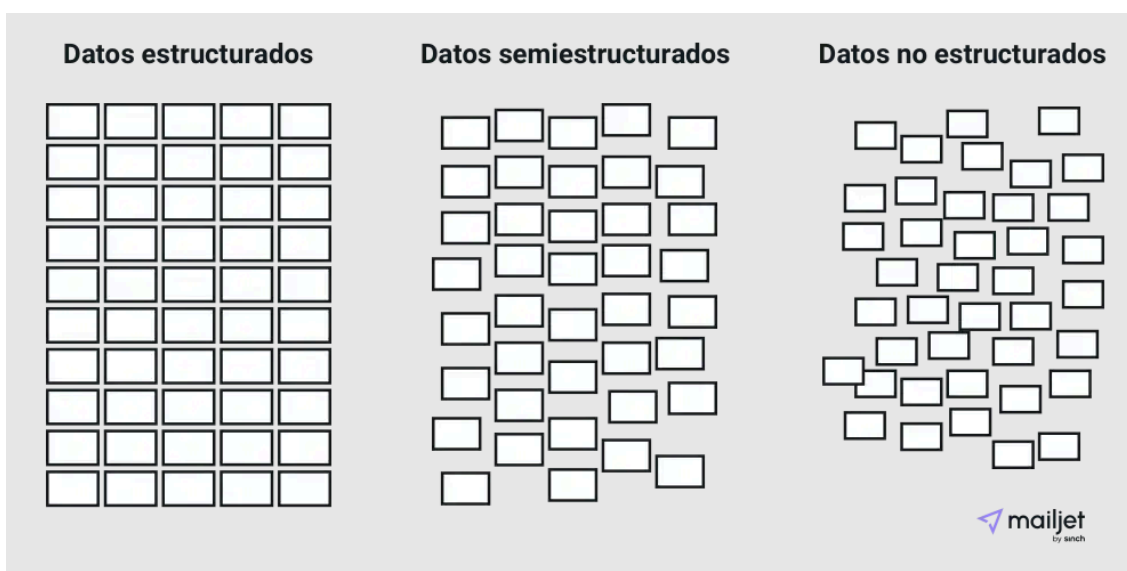 Datos estructurados
Datos semiestructurados
Datos no estructurados
mailjet
by sinch